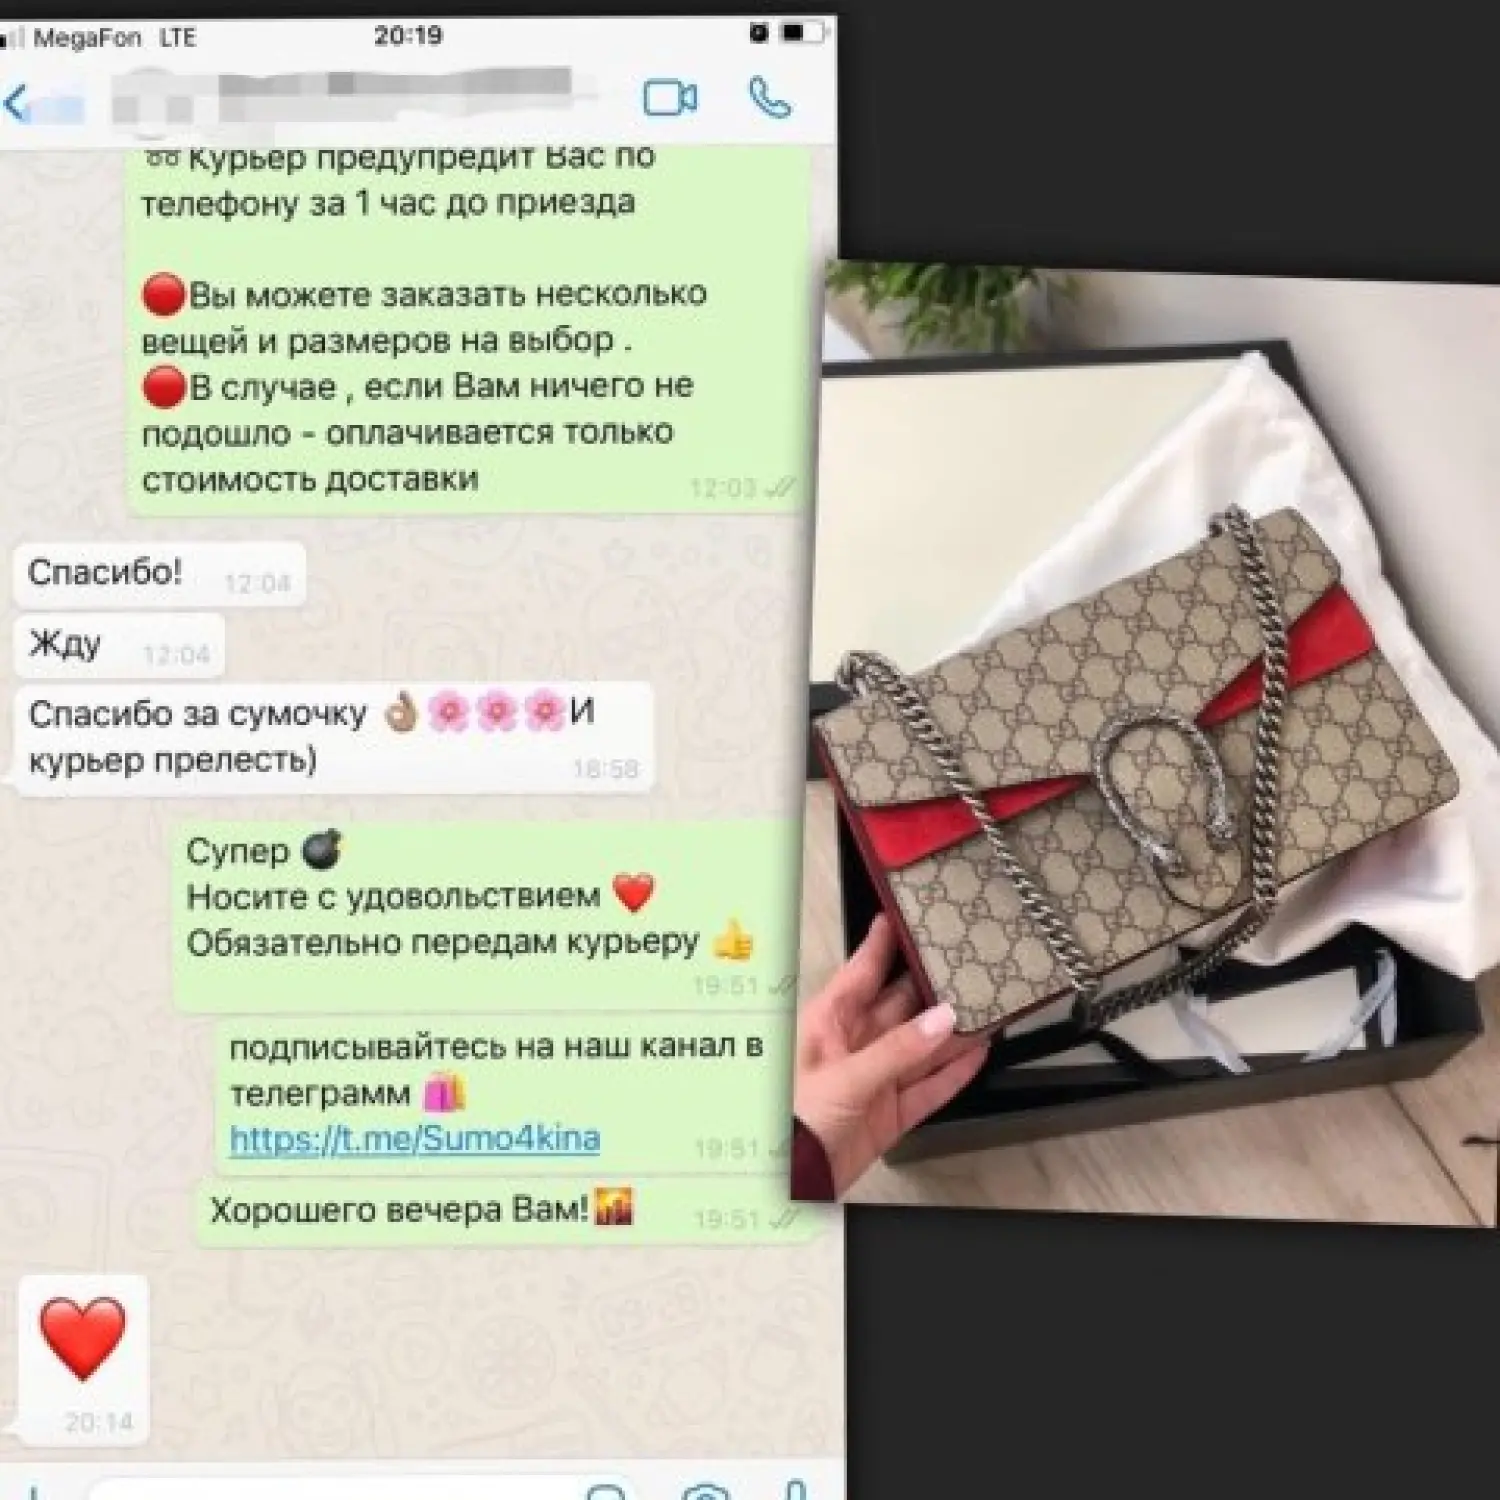 MegaFon LTE 20:19
Курьер предупредит Вас по
телефону за 1 час до приезда
Вы можете заказать несколько
вещей и размеров на выбор .
В случае , если Вам ничего не
подошло - оплачивается только
стоимость доставки
12:03
Спасибо! 12:04
Жду 12:04
Спасибо за сумочку 👌🏽🌸🌸🌸И
курьер прелесть)
18:58
Супер 💣
Носите с удовольствием ❤️
Обязательно передам курьеру 👍
19:51
подписывайтесь на наш канал в
телеграмм 🛍
https://t.me/Sumo4kina 19:51
Хорошего вечера Вам!🌇 19:51
❤️
20:14